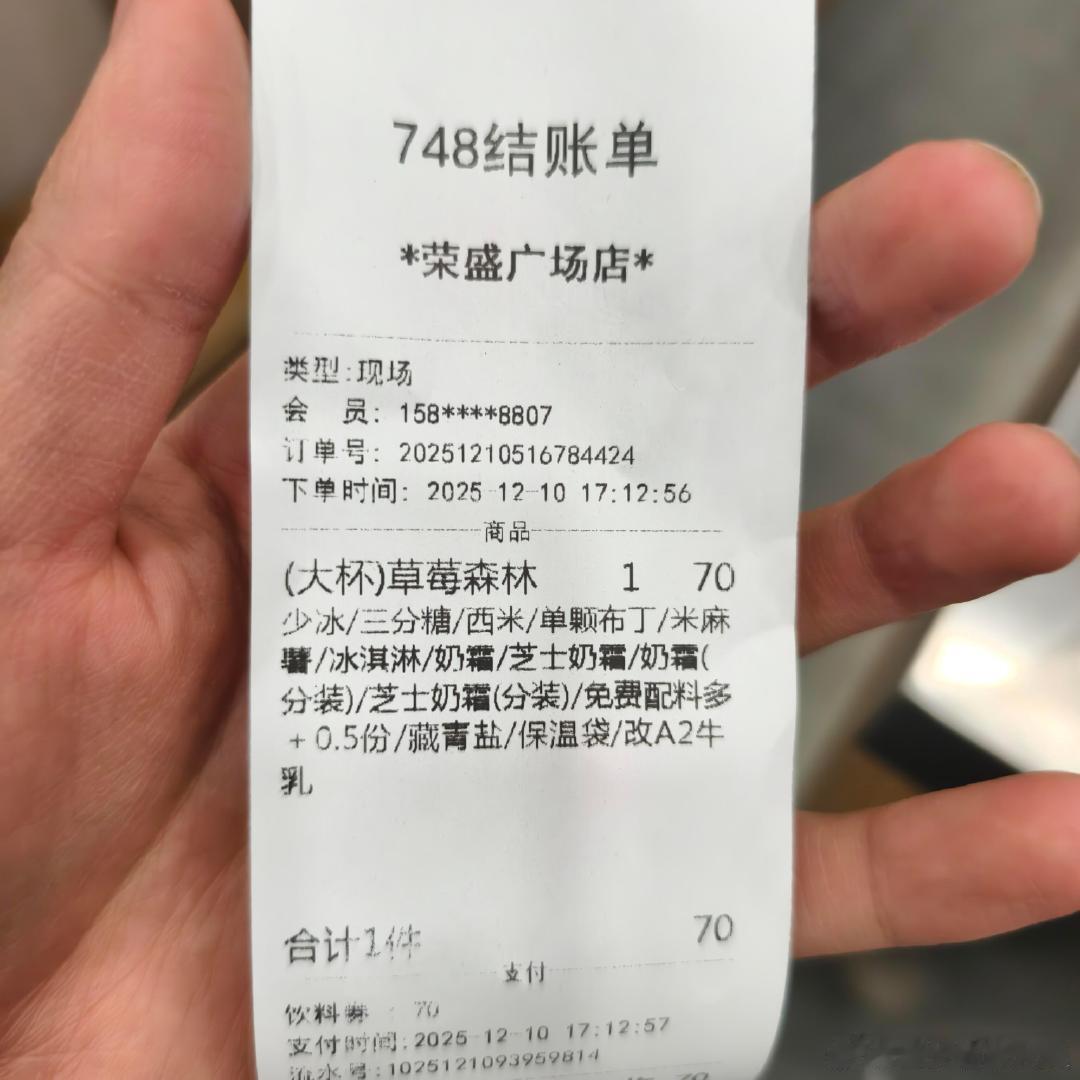 748结账单
*荣盛广场店*
类型:现场
会 员: 158****8807
订单号: 20251210516784424
下单时间: 2025-12-10 17:12:56
商品
(大杯)草莓森林 1 70
少冰/三分糖/西米/单颗布丁/米麻
薯/冰淇淋/奶霜/芝士奶霜/奶霜(
分装)/芝士奶霜(分装)/免费配料多
+0.5份/藏青盐/保温袋/改A2牛
乳
合计1件 70
支付
饮料券 : 70
支付时间:2025-12-10 17:12:57
流水号:1025121093959814